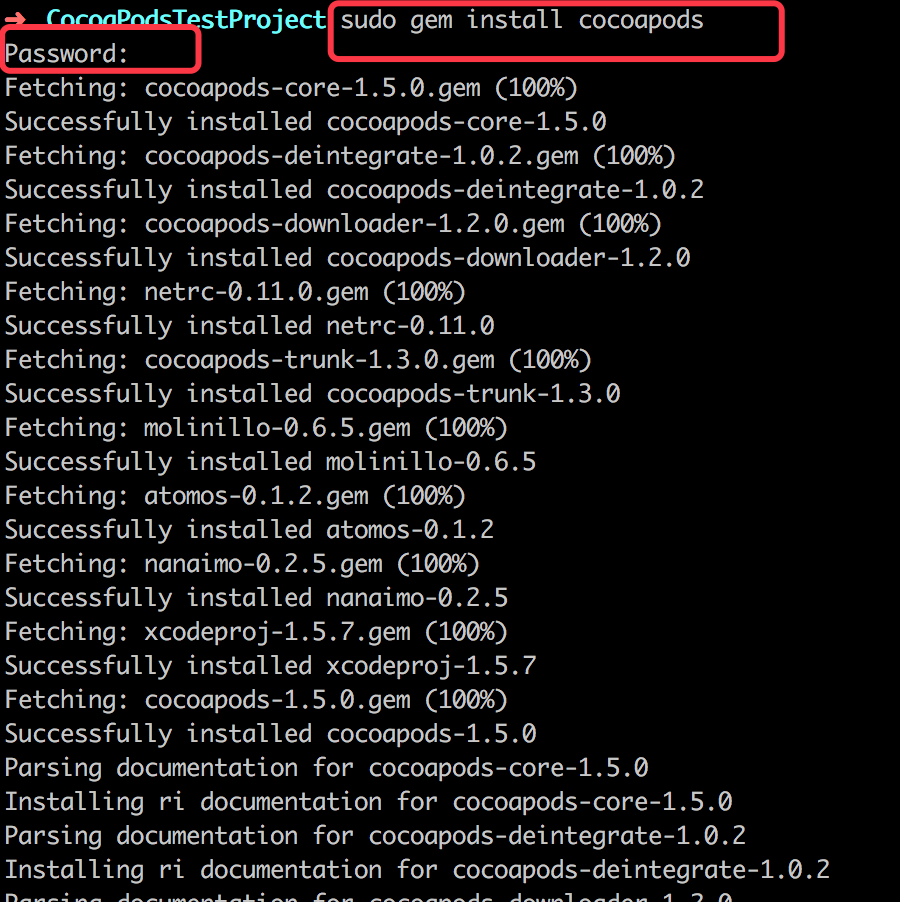 ➜ CocoaPodsTestProject sudo gem install cocoapods
Password:
Fetching: cocoapods-core-1.5.0.gem (100%)
Successfully installed cocoapods-core-1.5.0
Fetching: cocoapods-deintegrate-1.0.2.gem (100%)
Successfully installed cocoapods-deintegrate-1.0.2
Fetching: cocoapods-downloader-1.2.0.gem (100%)
Successfully installed cocoapods-downloader-1.2.0
Fetching: netrc-0.11.0.gem (100%)
Successfully installed netrc-0.11.0
Fetching: cocoapods-trunk-1.3.0.gem (100%)
Successfully installed cocoapods-trunk-1.3.0
Fetching: molinillo-0.6.5.gem (100%)
Successfully installed molinillo-0.6.5
Fetching: atomos-0.1.2.gem (100%)
Successfully installed atomos-0.1.2
Fetching: nanaimo-0.2.5.gem (100%)
Successfully installed nanaimo-0.2.5
Fetching: xcodeproj-1.5.7.gem (100%)
Successfully installed xcodeproj-1.5.7
Fetching: cocoapods-1.5.0.gem (100%)
Successfully installed cocoapods-1.5.0
Parsing documentation for cocoapods-core-1.5.0
Installing ri documentation for cocoapods-core-1.5.0
Parsing documentation for cocoapods-deintegrate-1.0.2
Installing ri documentation for cocoapods-deintegrate-1.0.2
Parsing documentation for cocoapods-downloader-1.2.0